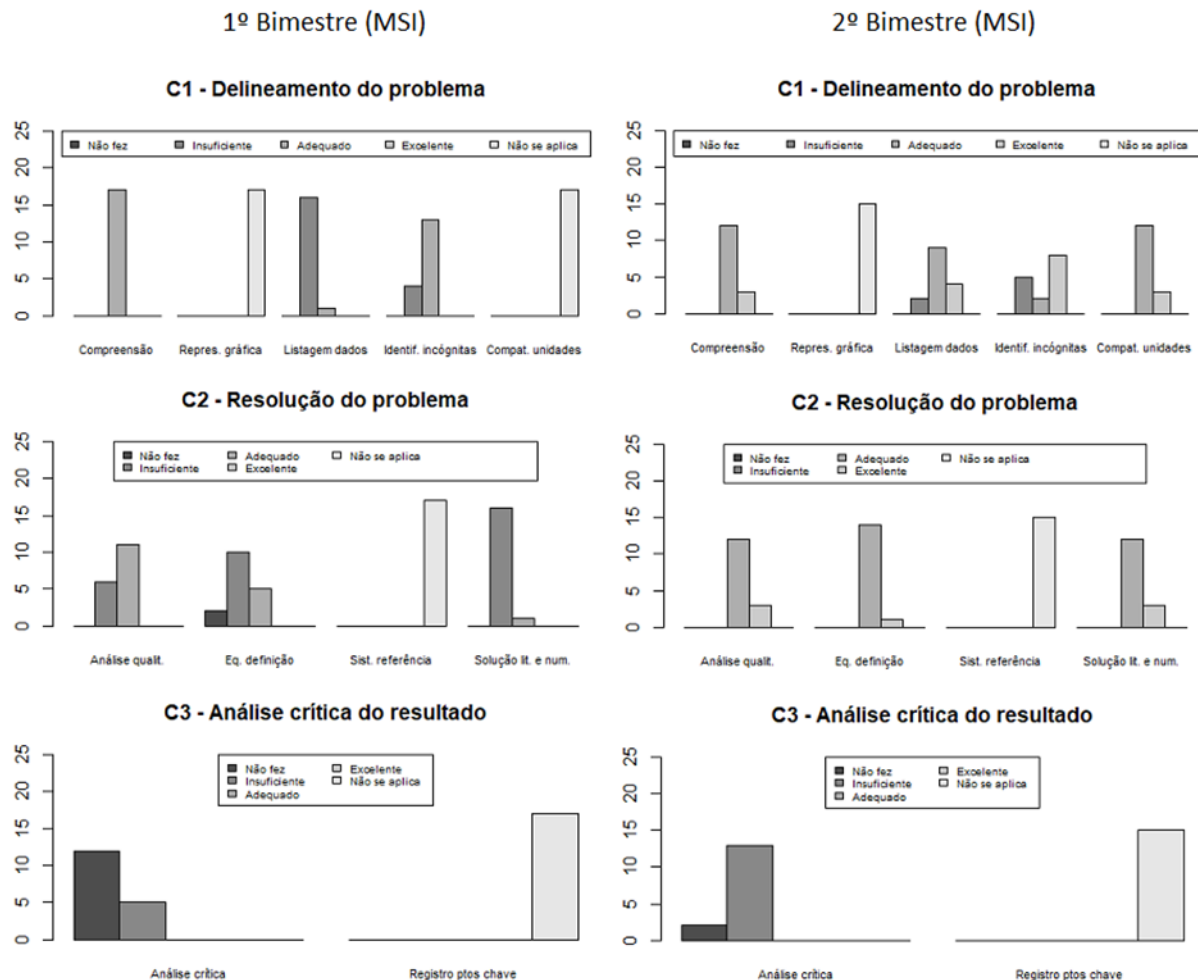 1º Bimestre (MSI)
C1 - Delineamento do problema
25
20
15
10
5
0
Não fez Insuficiente Adequado Excelente Não se aplica
Compreensão Repres. gráfica Listagem dados Identif. incógnitas Compat. unidades
C2 - Resolução do problema
25
20
15
10
5
0
Não fez Adequado Não se aplica
Insuficiente Excelente
Análise qualit. Eq. definição Sist. referência Solução lit. e num.
C3 - Análise crítica do resultado
25
20
15
10
5
0
Não fez Excelente
Insuficiente Não se aplica
Adequado
Análise crítica Registro ptos chave
2º Bimestre (MSI)
C1 - Delineamento do problema
25
20
15
10
5
0
Não fez Insuficiente Adequado Excelente Não se aplica
Compreensão Repres. gráfica Listagem dados Identif. incógnitas Compat. unidades
C2 - Resolução do problema
25
20
15
10
5
0
Não fez Adequado Não se aplica
Insuficiente Excelente
Análise qualit. Eq. definição Sist. referência Solução lit. e num.
C3 - Análise crítica do resultado
25
20
15
10
5
0
Não fez Excelente
Insuficiente Não se aplica
Adequado
Análise crítica Registro ptos chave